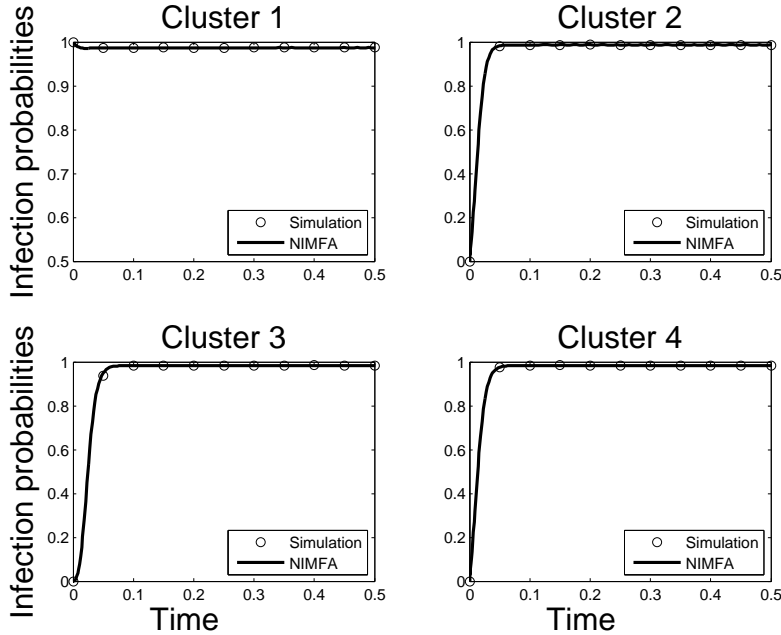 Cluster 1
Infection probabilities
1
0.9
0.8
0.7
0.6
0.5
0 0.1 0.2 0.3 0.4 0.5
Simulation
NIMFA
Cluster 2
1
0.8
0.6
0.4
0.2
0
0 0.1 0.2 0.3 0.4 0.5
Simulation
NIMFA
Cluster 3
Infection probabilities
1
0.8
0.6
0.4
0.2
0
0 0.1 0.2 0.3 0.4 0.5
Time
Simulation
NIMFA
Cluster 4
1
0.8
0.6
0.4
0.2
0
0 0.1 0.2 0.3 0.4 0.5
Time
Simulation
NIMFA